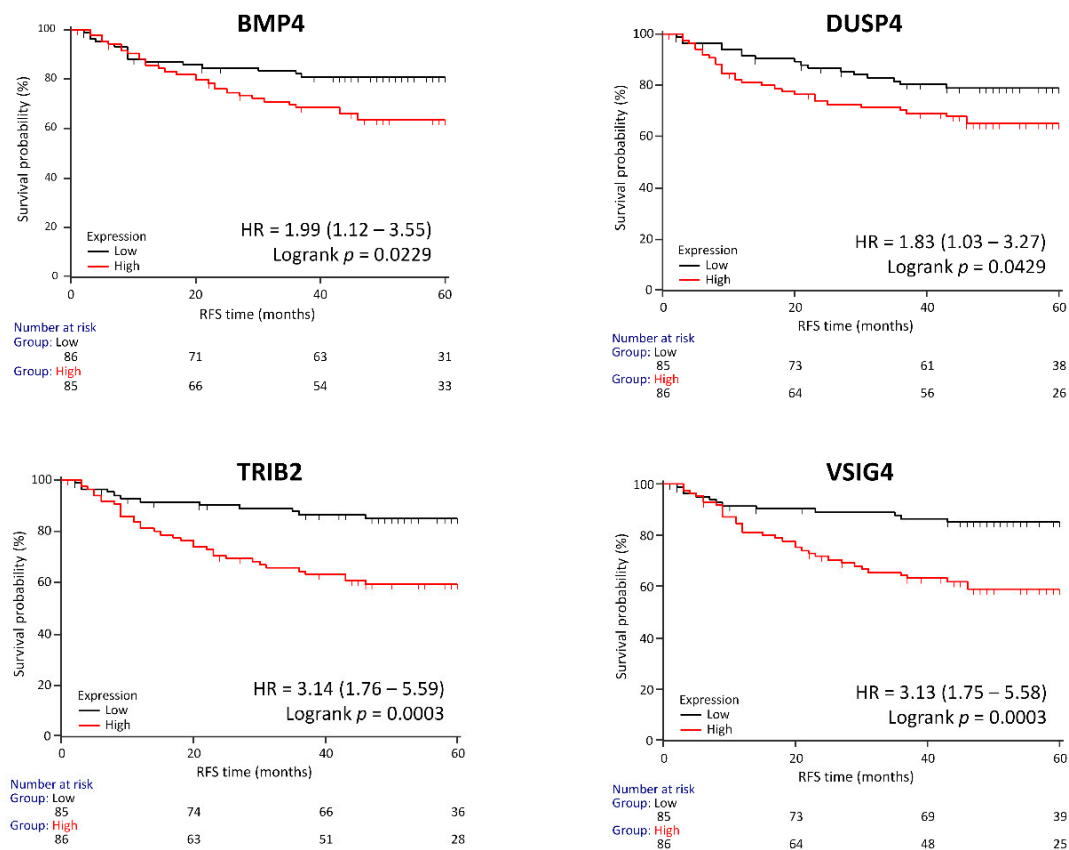 BMP4
100
80
60
40
20
0
Survival probability (%)
Expression
Low
High
HR = 1.99 (1.12 – 3.55)
Logrank p = 0.0229
0 20 40 60
RFS time (months)
Number at risk
Group: Low
86 71 63 31
Group: High
85 66 54 33
DUSP4
100
80
60
40
20
0
Survival probability (%)
Expression
Low
High
HR = 1.83 (1.03 – 3.27)
Logrank p = 0.0429
0 20 40 60
RFS time (months)
Number at risk
Group: Low
85 73 61 38
Group: High
86 64 56 26
TRIB2
100
80
60
40
20
0
Survival probability (%)
Expression
Low
High
HR = 3.14 (1.76 – 5.59)
Logrank p = 0.0003
0 20 40 60
RFS time (months)
Number at risk
Group: Low
85 74 66 36
Group: High
86 63 51 28
VSIG4
100
80
60
40
20
0
Survival probability (%)
Expression
Low
High
HR = 3.13 (1.75 – 5.58)
Logrank p = 0.0003
0 20 40 60
RFS time (months)
Number at risk
Group: Low
85 73 69 39
Group: High
86 64 48 25